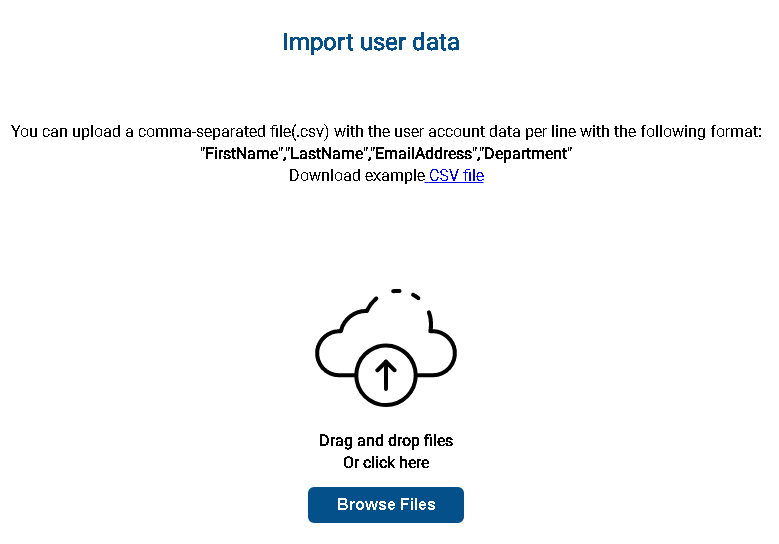 Import user data
You can upload a comma-separated file(.csv) with the user account data per line with the following format:
"FirstName","LastName","EmailAddress","Department"
Download example CSV file
Drag and drop files
Or click here
Browse Files